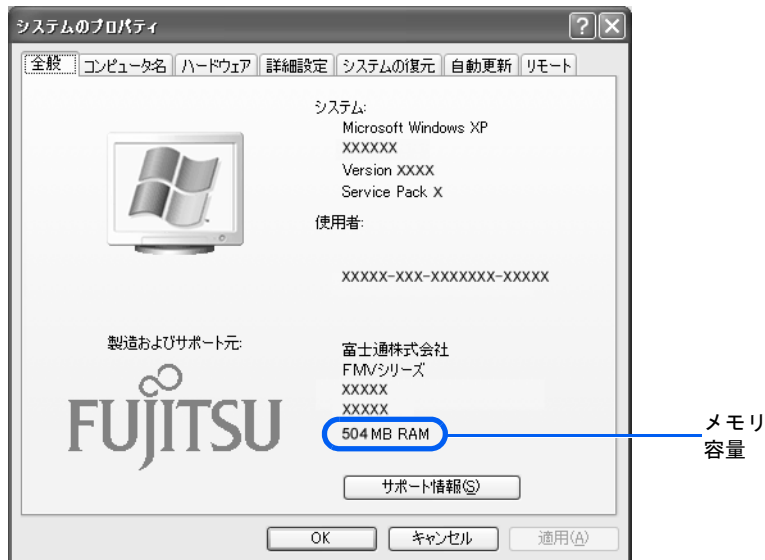 システムのプロパティ
全般 コンピュータ名 ハードウェア 詳細設定 システムの復元 自動更新 リモート
システム:
Microsoft Windows XP
XXXXXX
Version XXXX
Service Pack X
使用者:
XXXXX-XXX-XXXXXXX-XXXXX
製造およびサポート元:
FUJITSU
富士通株式会社
FMVシリーズ
XXXXX
XXXXX
504 MB RAM
メモリ
容量
サポート情報(S)
OK キャンセル 適用(A)